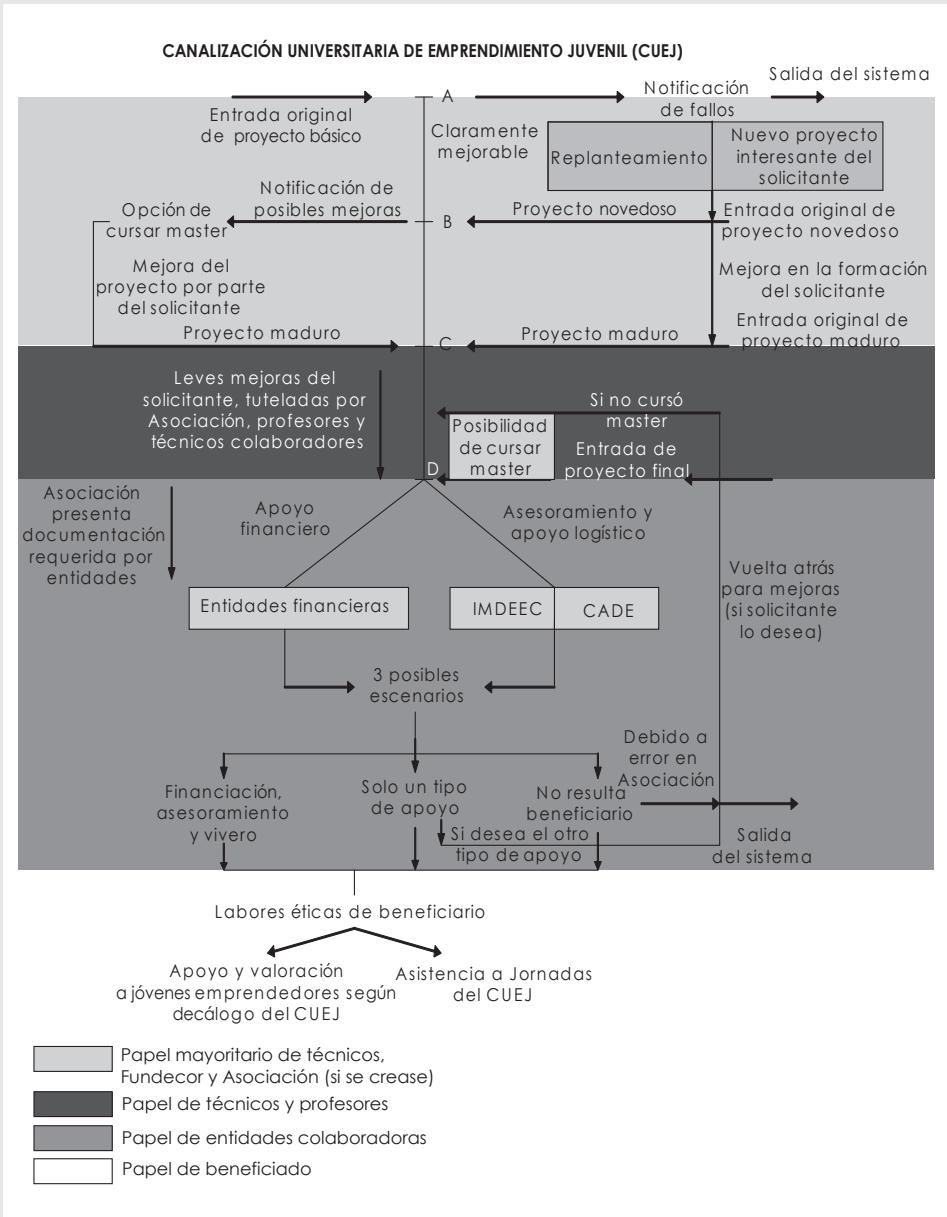 CANALIZACIÓN UNIVERSITARIA DE EMPRENDIMIENTO JUVENIL (CUEJ)
Entrada original
de proyecto básico
A
Notificación
de fallos
Salida del sistema
Claramente
mejorable
Replanteamiento
Nuevo proyecto
interesante del
solicitante
Opción de
cursar master
Notificación de
posibles mejoras
B
Proyecto novedoso
Entrada original de
proyecto novedoso
Mejora del
proyecto por parte
del solicitante
Mejora en la formación
del solicitante
Proyecto maduro
C
Proyecto maduro
Entrada original de
proyecto maduro
Leves mejoras del
solicitante, tuteladas por
Asociación, profesores y
técnicos colaboradores
Si no cursó
master
Posibilidad
de cursar
master
Entrada de
proyecto final
D
Asociación
presenta
documentación
requerida por
entidades
Apoyo
financiero
Asesoramiento y
apoyo logístico
Vuelta atrás
para mejoras
(si solicitante
lo desea)
Entidades financieras
IMDEEC
CADE
3 posibles
escenarios
Debido a
error en
Asociación
Financiación,
asesoramiento
y vivero
Solo un tipo
de apoyo
No resulta
beneficiario
Si desea el otro
tipo de apoyo
Salida
del sistema
Labores éticas de beneficiario
Apoyo y valoración
a jóvenes emprendedores según
decálogo del CUEJ
Asistencia a Jornadas
del CUEJ
Papel mayoritario de técnicos,
Fundecor y Asociación (si se crease)
Papel de técnicos y profesores
Papel de entidades colaboradoras
Papel de beneficiado